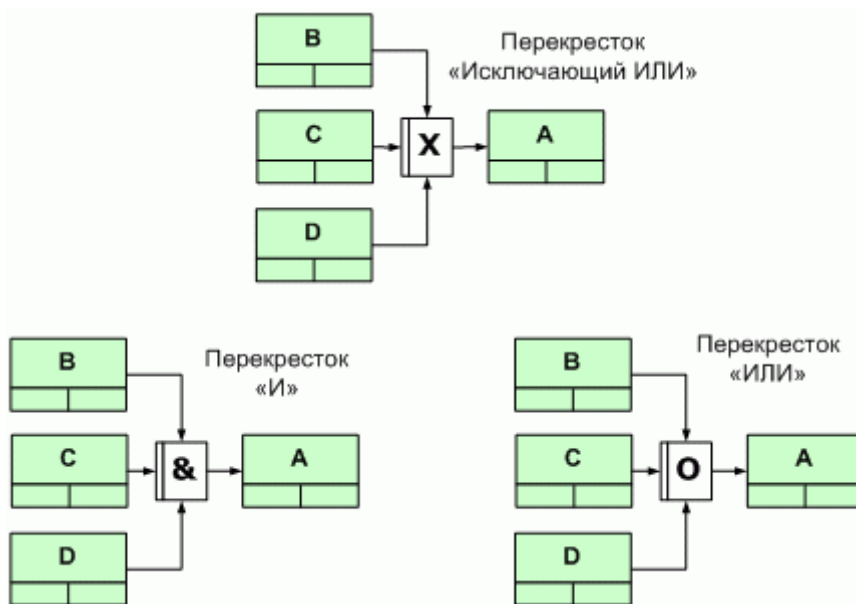 B
Перекресток
«Исключающий ИЛИ»
C
X
A
D
B
Перекресток
«И»
C
&
A
D
B
Перекресток
«ИЛИ»
C
O
A
D